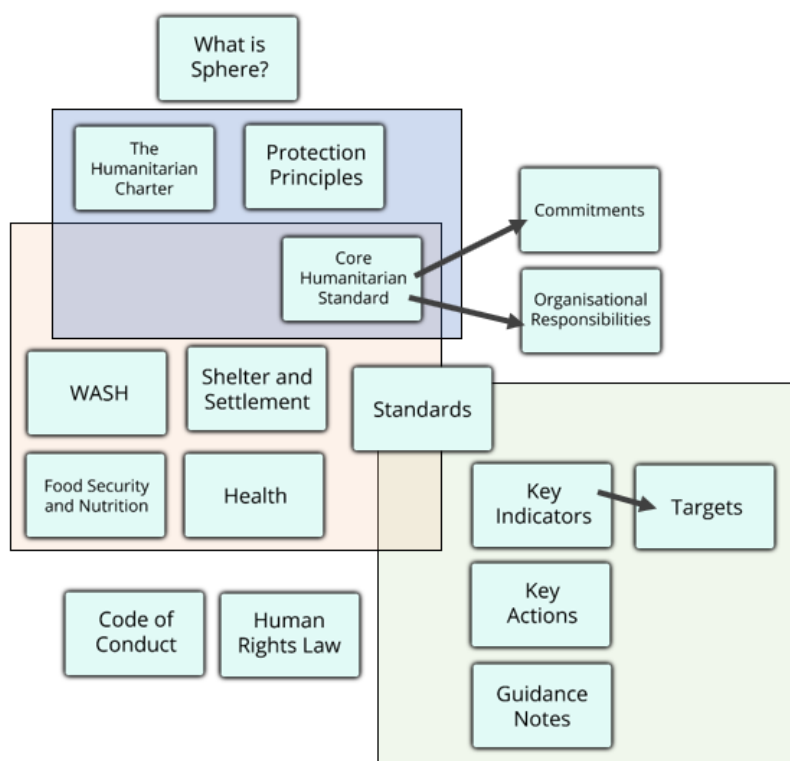 What is
Sphere?
The
Humanitarian
Charter
Protection
Principles
Commitments
Core
Humanitarian
Standard
Organisational
Responsibilities
WASH
Shelter and
Settlement
Standards
Food Security
and Nutrition
Health
Key
Indicators
Targets
Key
Actions
Code of
Conduct
Human
Rights Law
Guidance
Notes